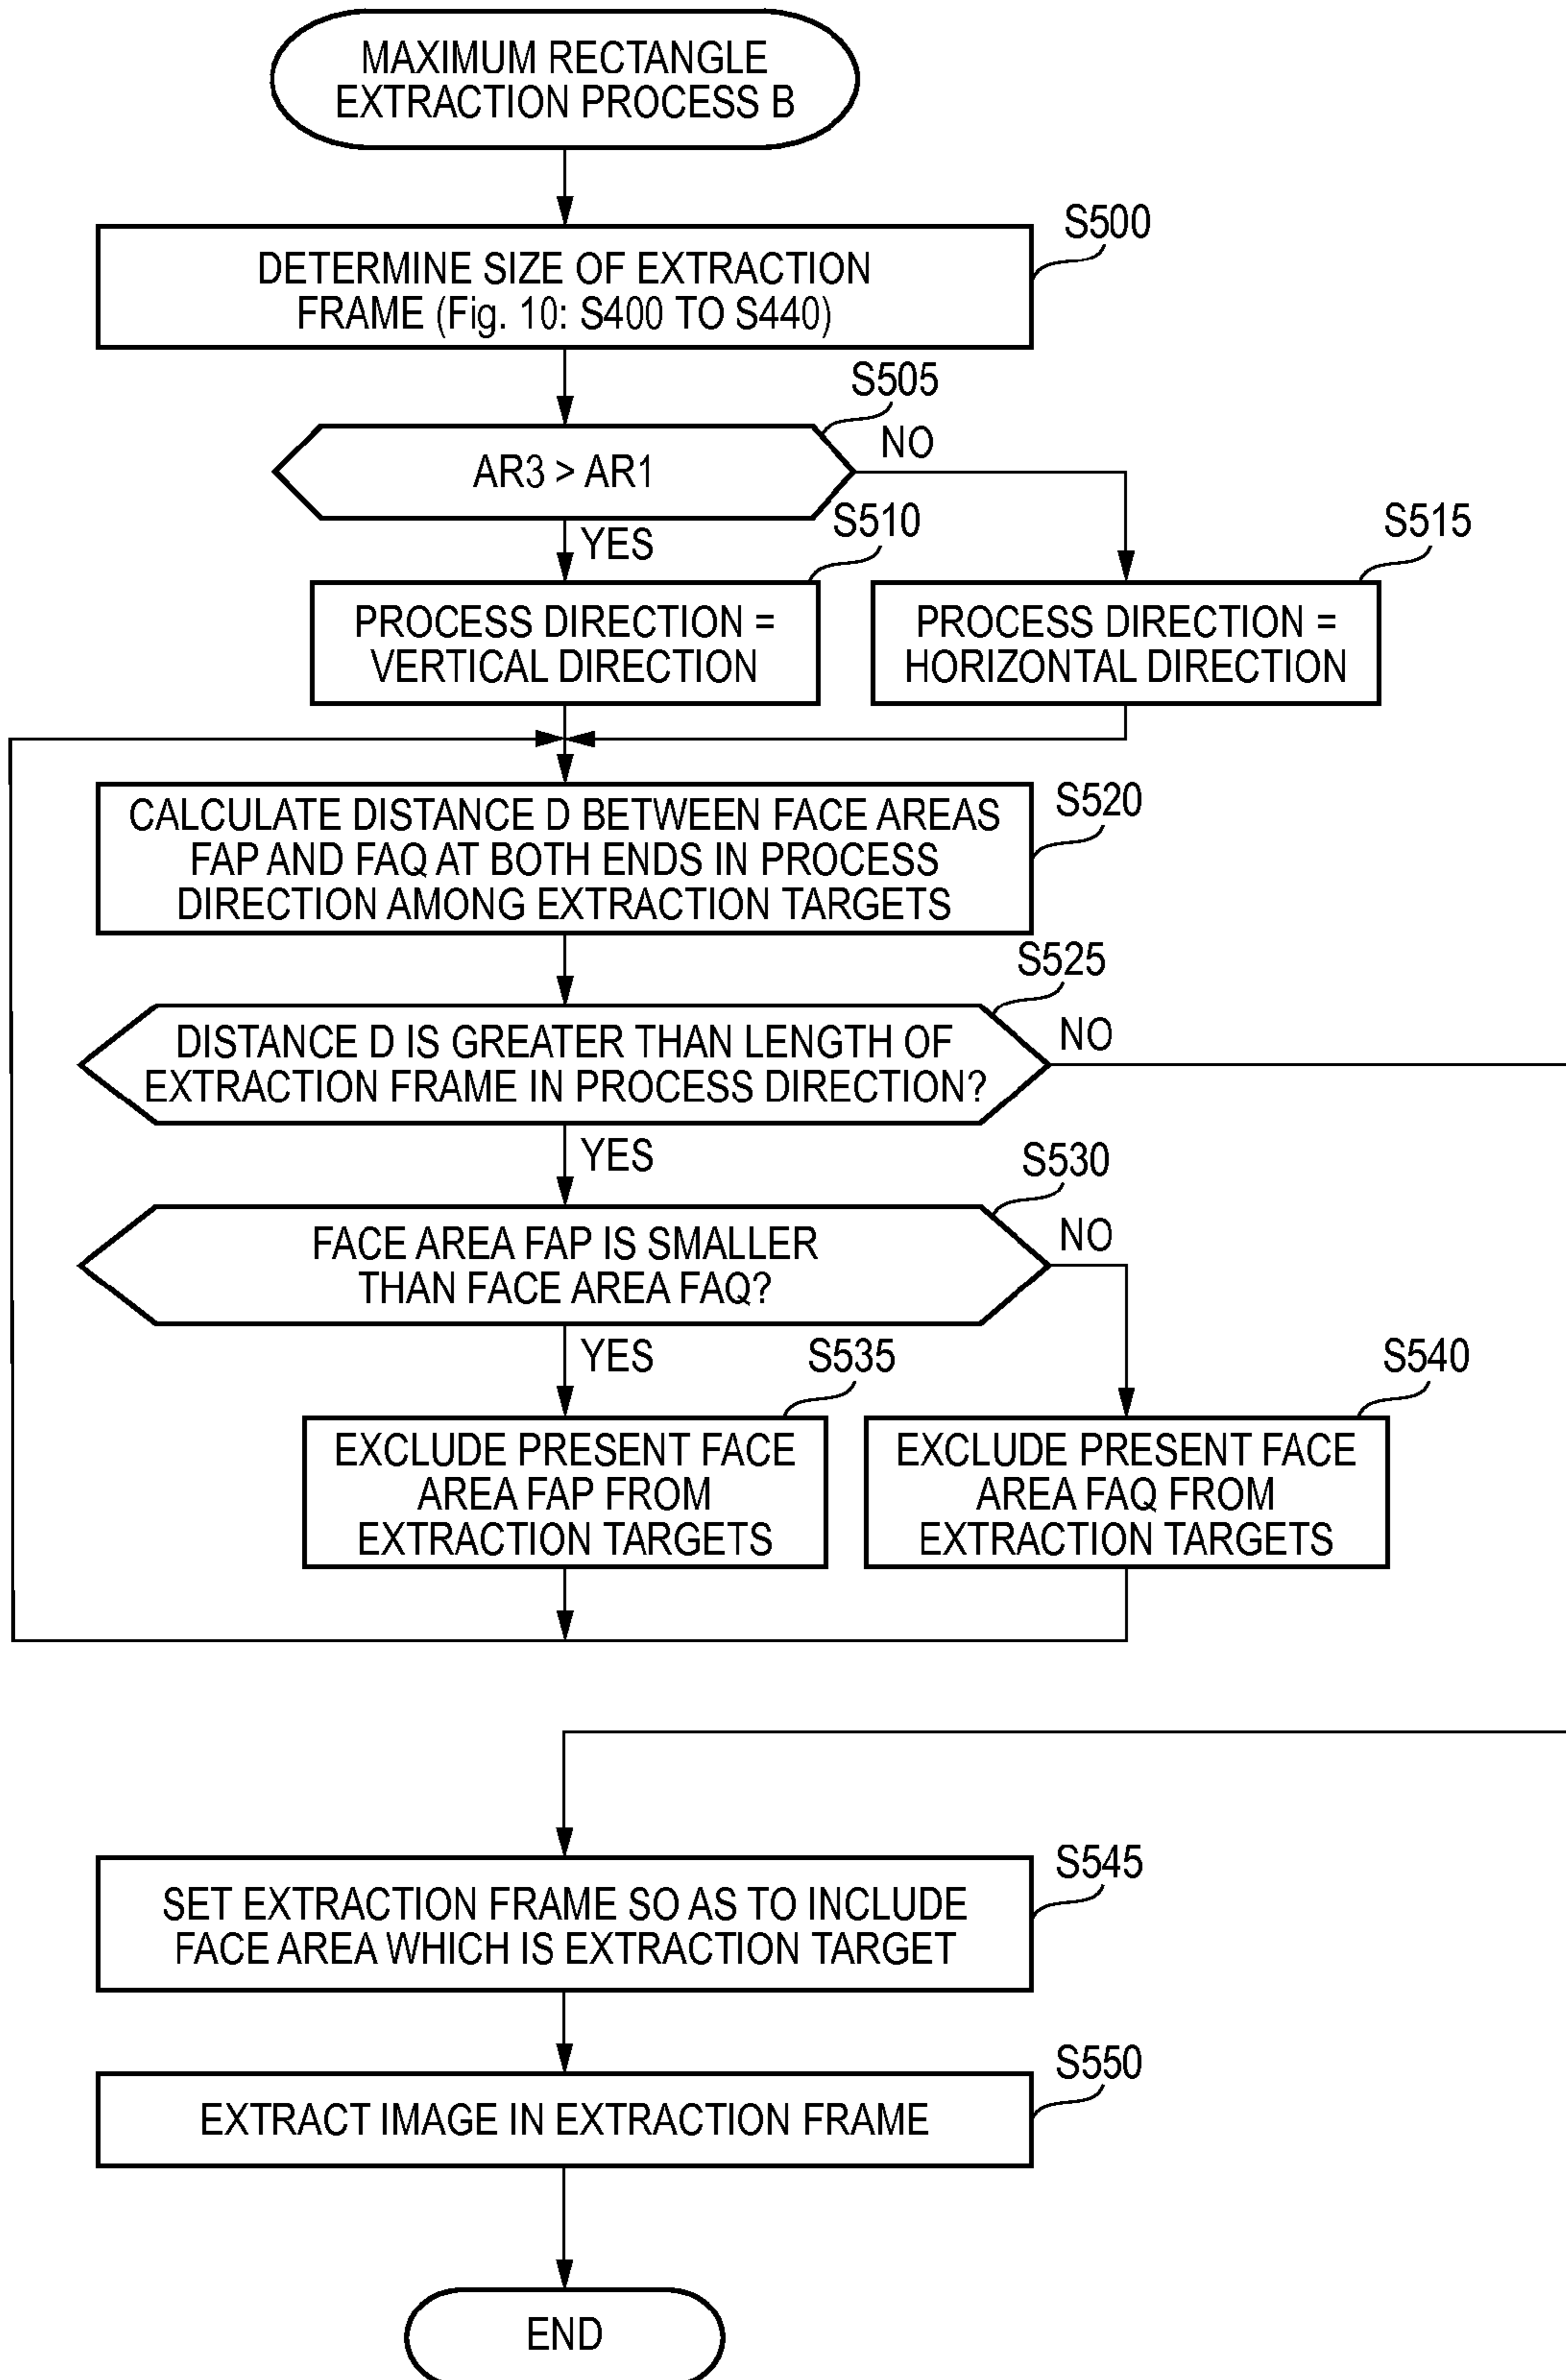 MAXIMUM RECTANGLE
EXTRACTION PROCESS B
S500
DETERMINE SIZE OF EXTRACTION
FRAME (Fig. 10: S400 TO S440)
S505
AR3 > AR1
NO
YES
S510
S515
PROCESS DIRECTION =
VERTICAL DIRECTION
PROCESS DIRECTION =
HORIZONTAL DIRECTION
S520
CALCULATE DISTANCE D BETWEEN FACE AREAS
FAP AND FAQ AT BOTH ENDS IN PROCESS
DIRECTION AMONG EXTRACTION TARGETS
S525
DISTANCE D IS GREATER THAN LENGTH OF
EXTRACTION FRAME IN PROCESS DIRECTION?
NO
YES
S530
FACE AREA FAP IS SMALLER
THAN FACE AREA FAQ?
NO
YES
S535
S540
EXCLUDE PRESENT FACE
AREA FAP FROM
EXTRACTION TARGETS
EXCLUDE PRESENT FACE
AREA FAQ FROM
EXTRACTION TARGETS
S545
SET EXTRACTION FRAME SO AS TO INCLUDE
FACE AREA WHICH IS EXTRACTION TARGET
S550
EXTRACT IMAGE IN EXTRACTION FRAME
END